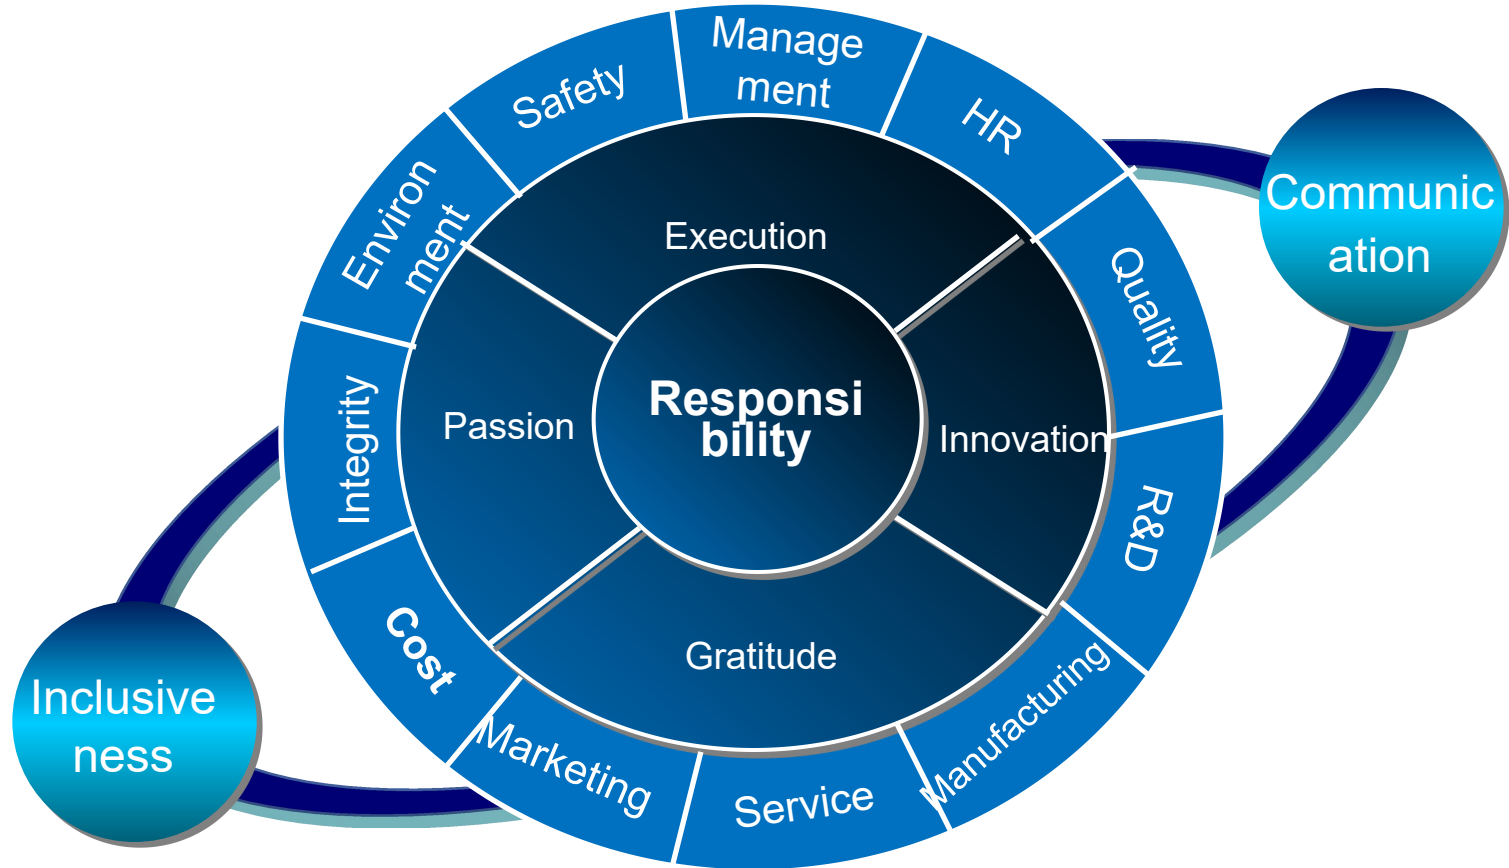 Manage
ment
Safety
HR
Environ
ment
Communic
ation
Execution
Quality
Integrity
Passion
Responsi
bility
Innovation
R&D
Cost
Gratitude
Manufacturing
Inclusive
ness
Marketing
Service